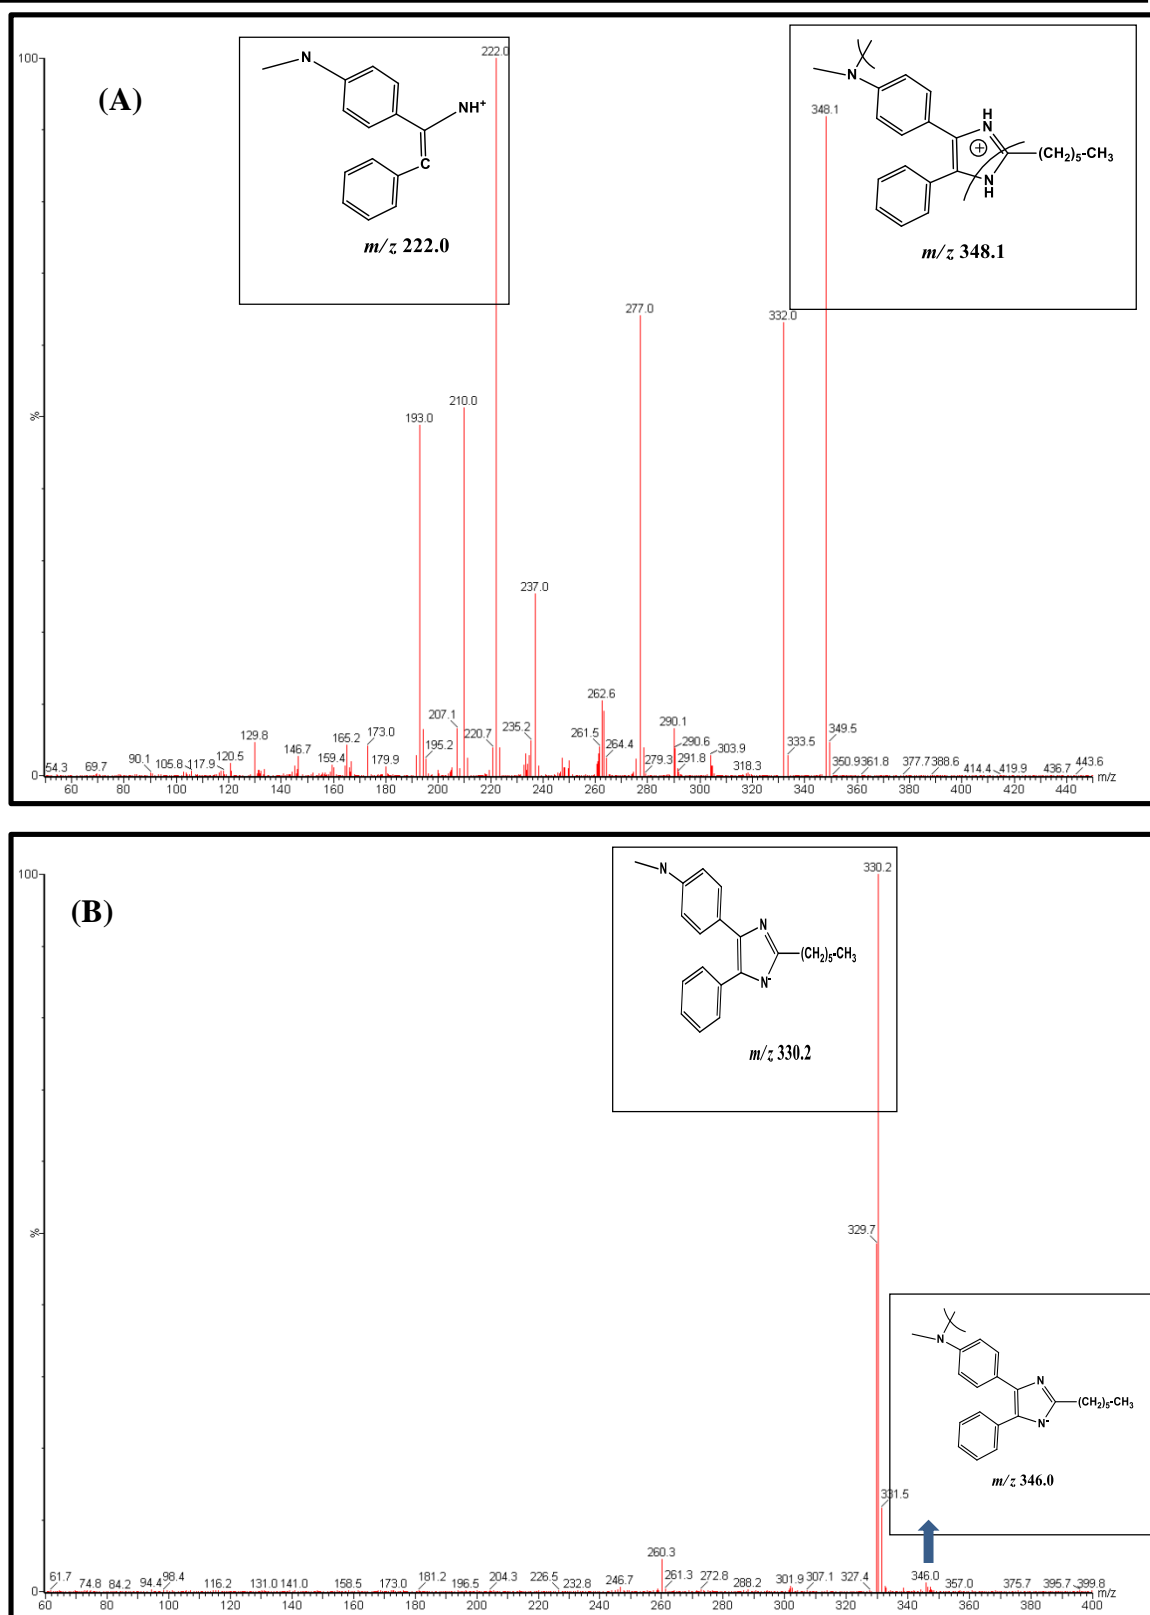 (A)
100
%
0
N
NH⁺
C
m/z 222.0
N
H
N
⊕
(CH₂)₅-CH₃
N
H
m/z 348.1
222.0
348.1
277.0
332.0
210.0
193.0
237.0
262.6
207.1
235.2
290.1
129.8
173.0
220.7
349.5
165.2
261.5
290.6
146.7
195.2
264.4
303.9
333.5
120.5
159.4
179.9
279.3
291.8
54.3
69.7
90.1
105.8
117.9
318.3
350.9
361.8
377.7
388.6
414.4
419.9
436.7
443.6
m/z
60 80 100 120 140 160 180 200 220 240 260 280 300 320 340 360 380 400 420 440
(B)
100
%
0
N
N
(CH₂)₅-CH₃
N⁻
m/z 330.2
330.2
329.7
N
N
(CH₂)₅-CH₃
N⁻
m/z 346.0
331.5
260.3
61.7
74.8
84.2
94.4
98.4
116.2
131.0
141.0
158.5
173.0
181.2
196.5
204.3
226.5
232.8
246.7
261.3
272.8
288.2
301.9
307.1
327.4
346.0
357.0
375.7
395.7
399.8
m/z
60 80 100 120 140 160 180 200 220 240 260 280 300 320 340 360 380 400